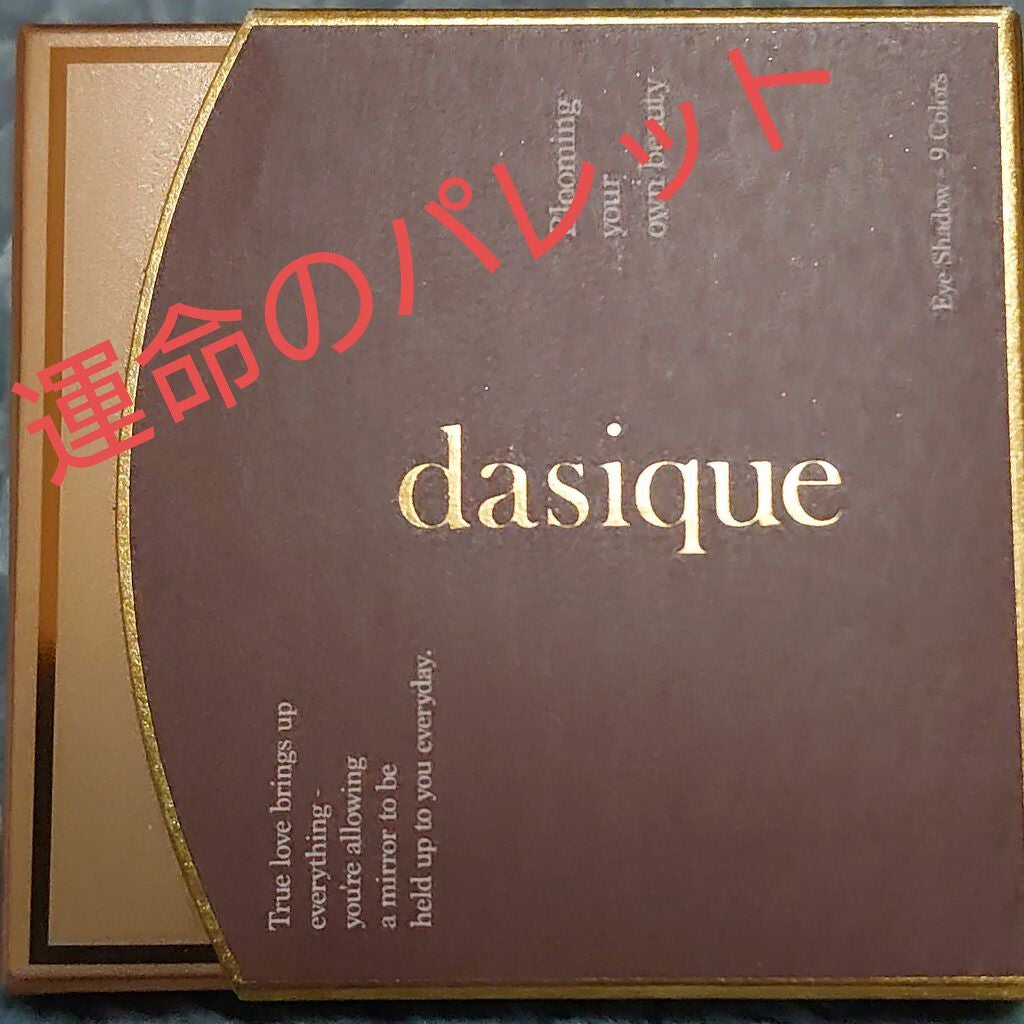 運命のパレット
Blooming
your
own beauty
Eye Shadow - 9 Colors
dasique
True love brings up
everything -
you're allowing
a mirror to be
held up to you everyday.